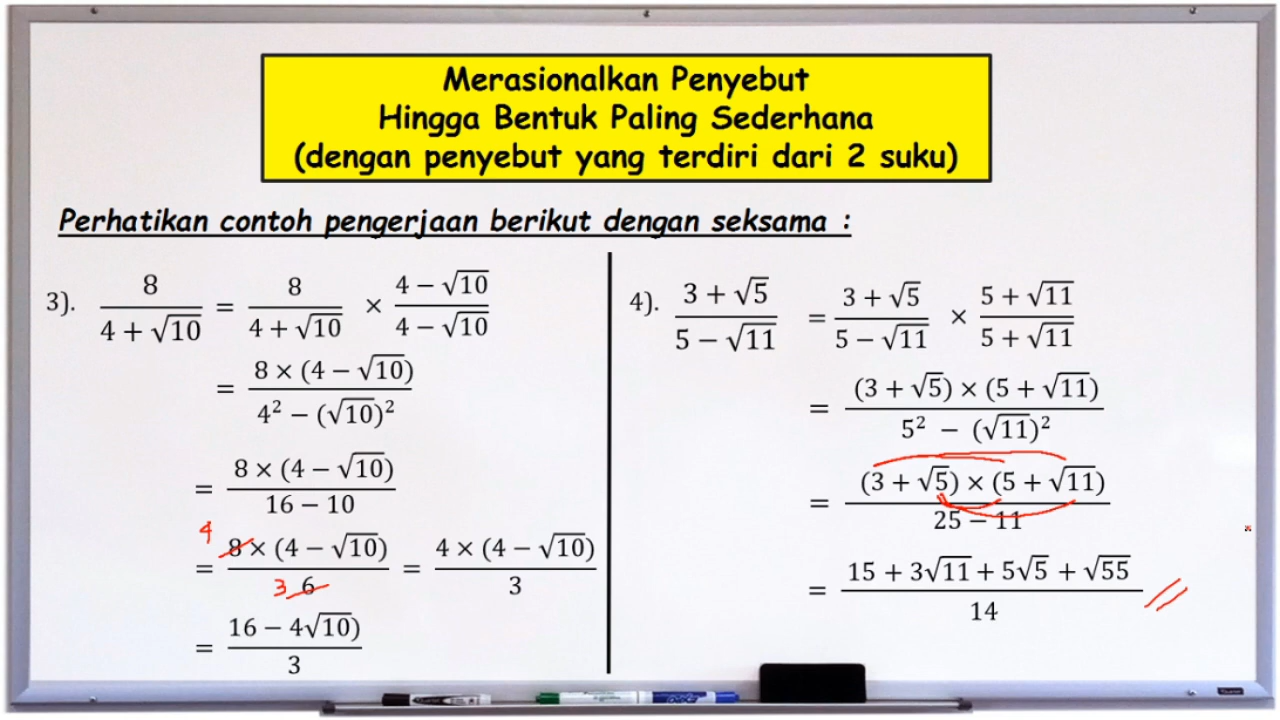 Merasionalkan Penyebut
Hingga Bentuk Paling Sederhana
(dengan penyebut yang terdiri dari 2 suku)
Perhatikan contoh pengerjaan berikut dengan seksama :
3). 8/(4 + √10) = 8/(4 + √10) × (4 − √10)/(4 − √10)
= 8 × (4 − √10)/4² − (√10)²
= 8 × (4 − √10)/16 − 10
4 3
= 8 × (4 − √10)/6 = 4 × (4 − √10)/3
= 16 − 4√10)/3
4). (3 + √5)/(5 − √11) = (3 + √5)/(5 − √11) × (5 + √11)/(5 + √11)
= (3 + √5) × (5 + √11)/5² − (√11)²
= (3 + √5) × (5 + √11)/25 − 11
= 15 + 3√11 + 5√5 + √55/14